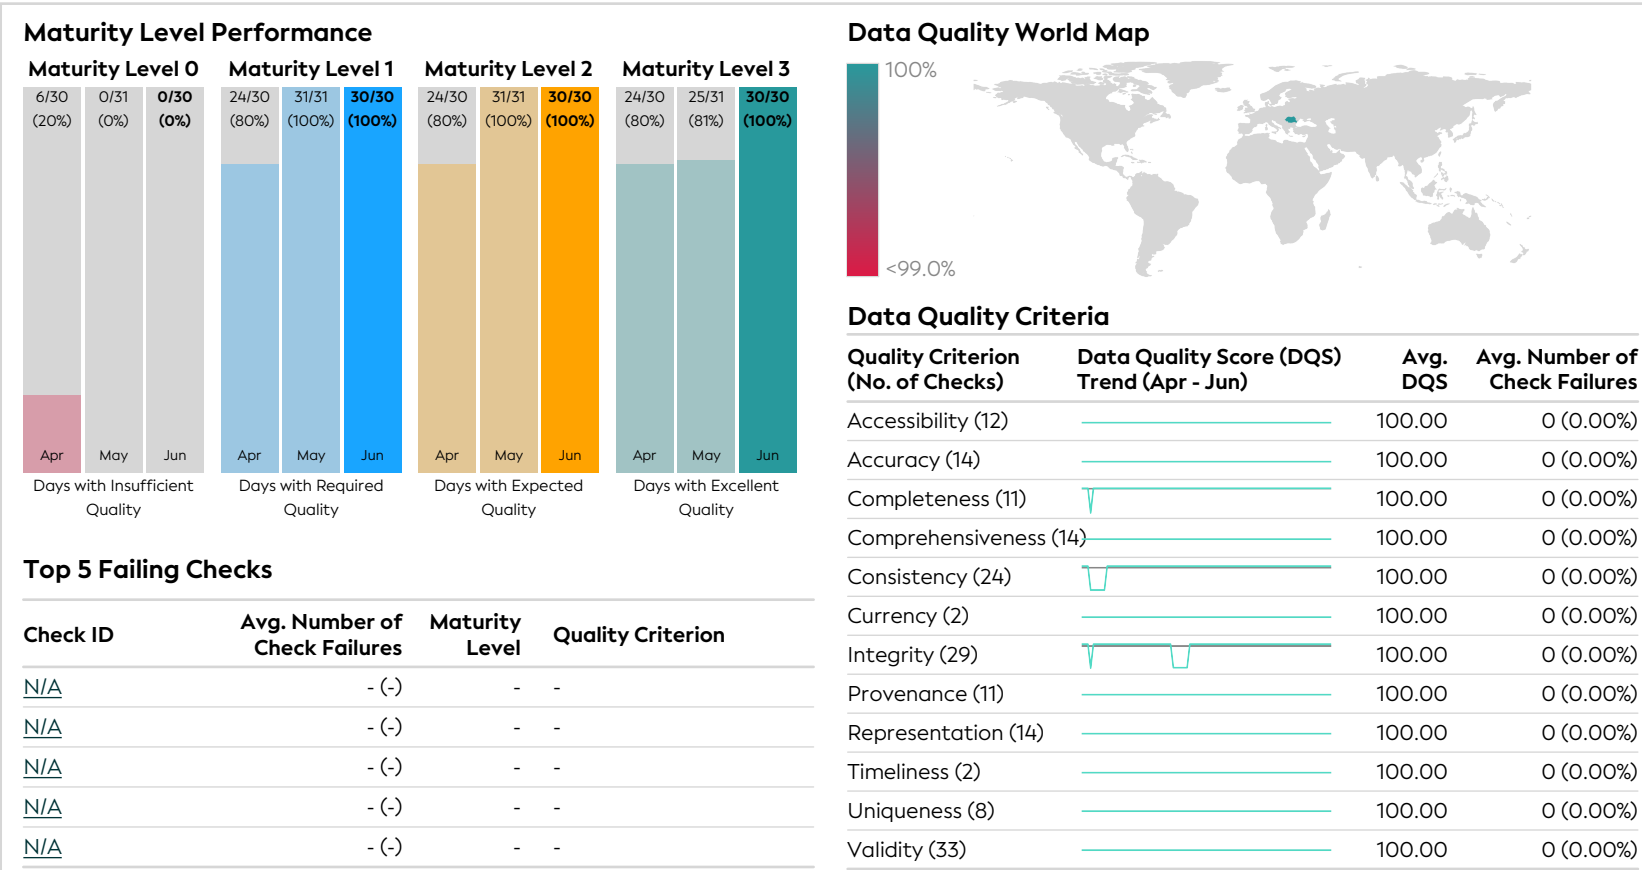 Maturity Level Performance
Maturity Level 0
Maturity Level 1
Maturity Level 2
Maturity Level 3
6/30 0/31 0/30
(20%) (0%) (0%)
24/30 31/31 30/30
(80%) (100%) (100%)
24/30 31/31 30/30
(80%) (100%) (100%)
24/30 25/31 30/30
(80%) (81%) (100%)
Apr May Jun
Apr May Jun
Apr May Jun
Apr May Jun
Days with Insufficient
Quality
Days with Required
Quality
Days with Expected
Quality
Days with Excellent
Quality
Top 5 Failing Checks
Check ID
Avg. Number of
Check Failures
Maturity
Level
Quality Criterion
N/A - (-) - -
N/A - (-) - -
N/A - (-) - -
N/A - (-) - -
N/A - (-) - -
Data Quality World Map
100%
<99.0%
Data Quality Criteria
Quality Criterion
(No. of Checks)
Data Quality Score (DQS)
Trend (Apr - Jun)
Avg.
DQS
Avg. Number of
Check Failures
Accessibility (12) 100.00 0 (0.00%)
Accuracy (14) 100.00 0 (0.00%)
Completeness (11) 100.00 0 (0.00%)
Comprehensiveness (14) 100.00 0 (0.00%)
Consistency (24) 100.00 0 (0.00%)
Currency (2) 100.00 0 (0.00%)
Integrity (29) 100.00 0 (0.00%)
Provenance (11) 100.00 0 (0.00%)
Representation (14) 100.00 0 (0.00%)
Timeliness (2) 100.00 0 (0.00%)
Uniqueness (8) 100.00 0 (0.00%)
Validity (33) 100.00 0 (0.00%)